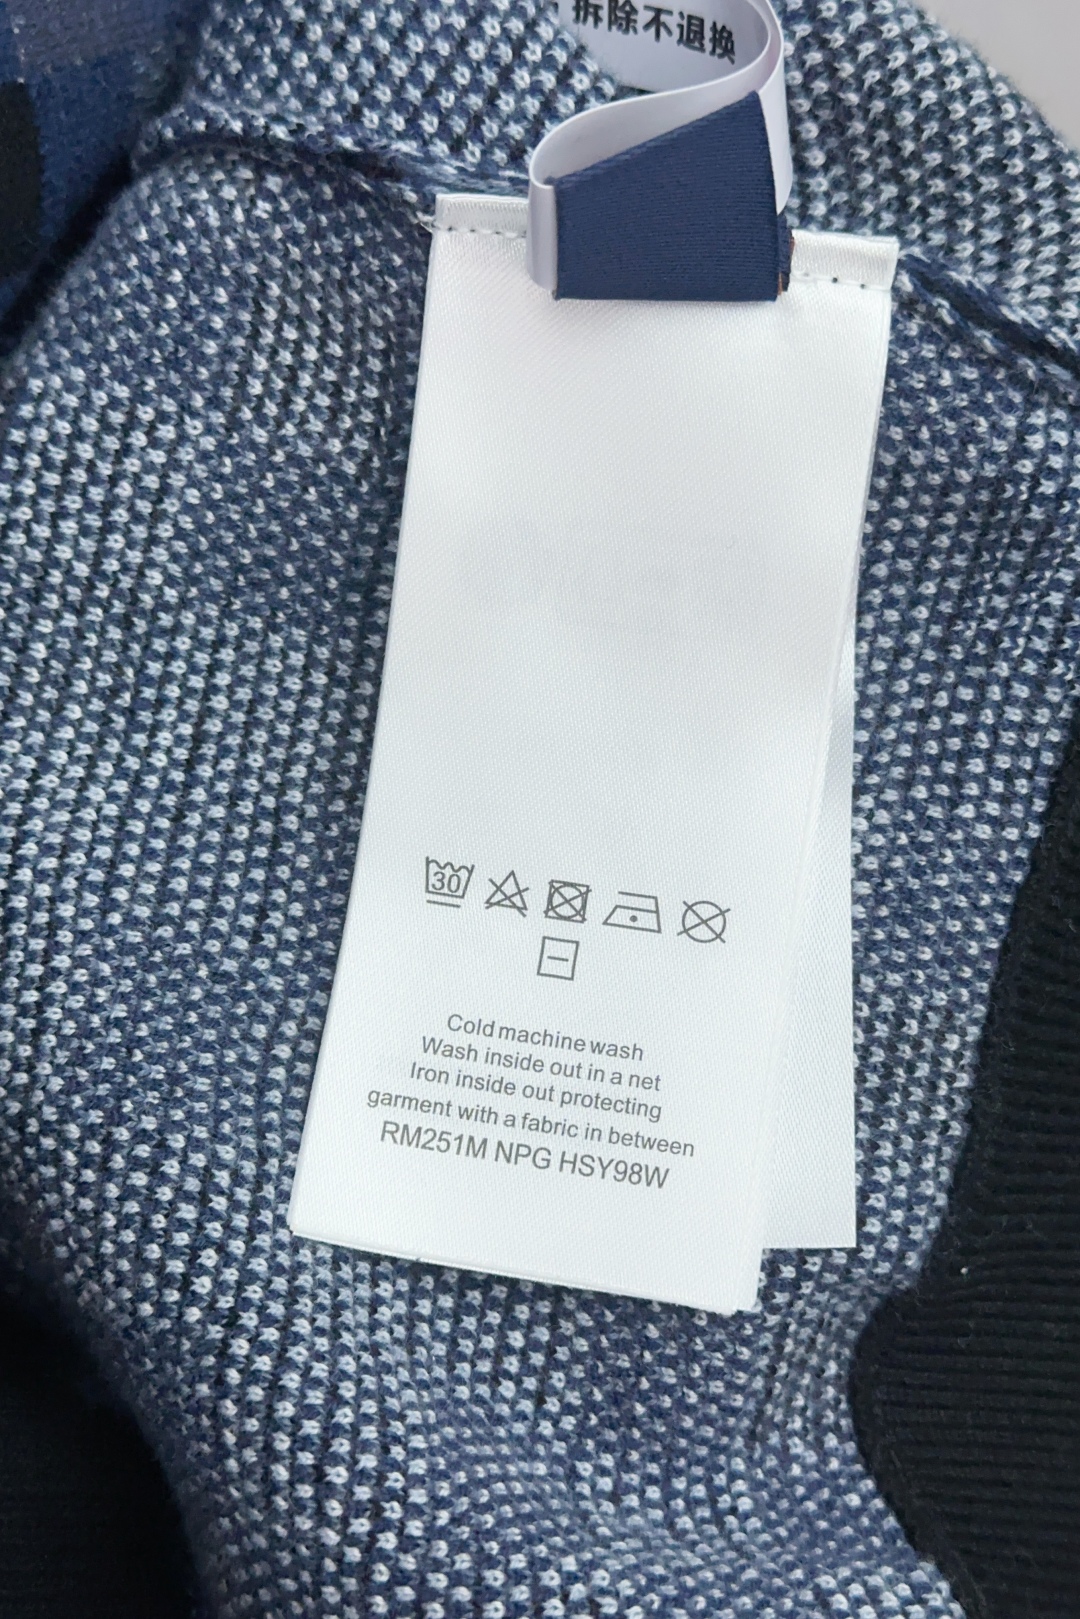 拆除不退换
30
Cold machine wash
Wash inside out in a net
Iron inside out protecting
garment with a fabric in between
RM251M NPG HSY98W